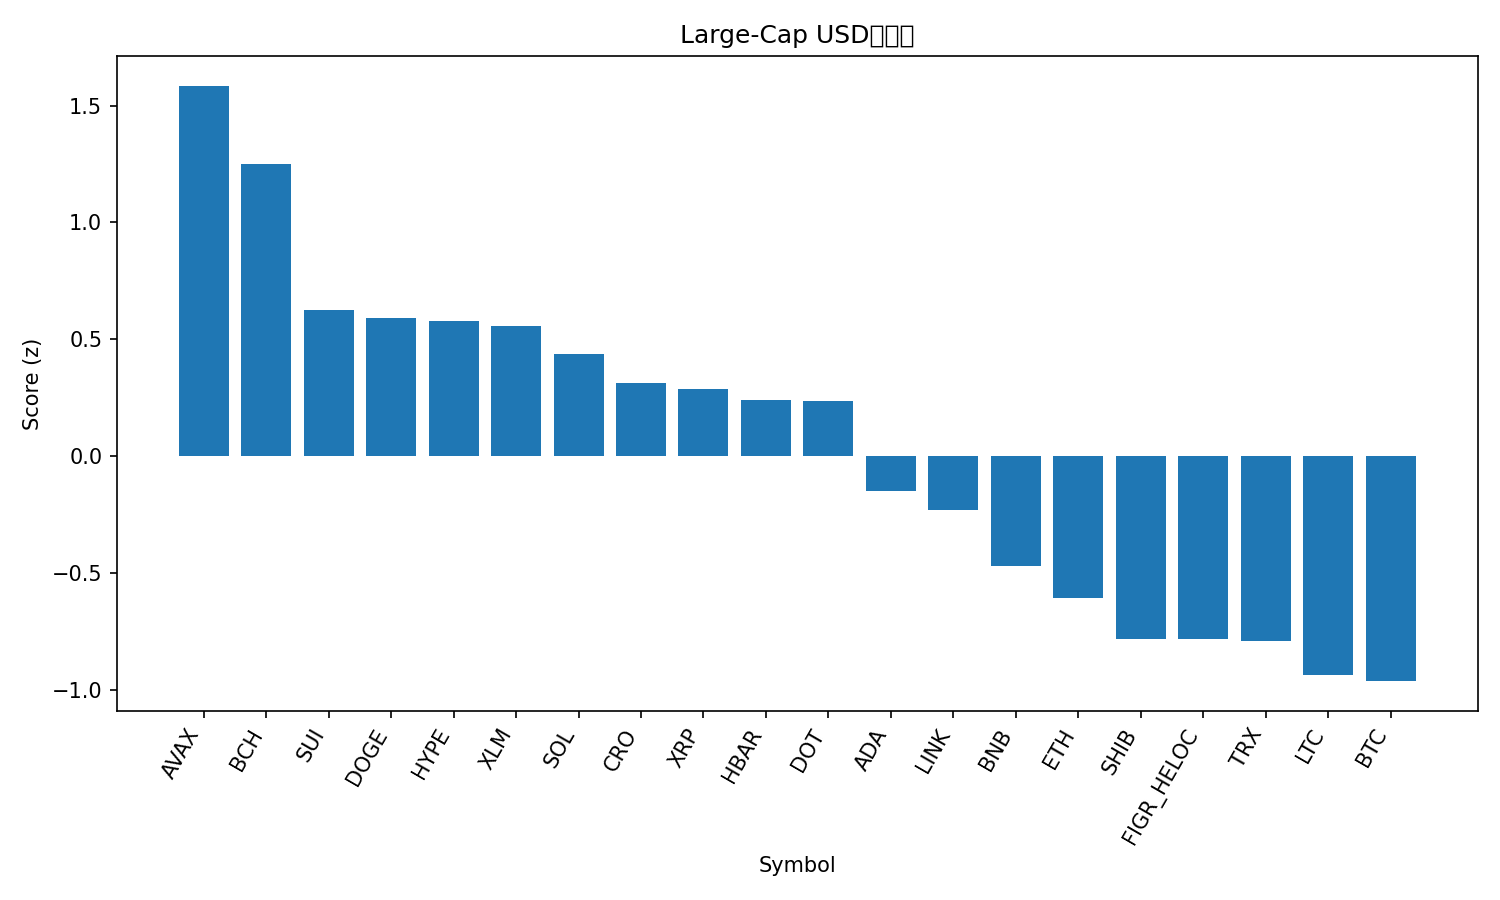 Large-Cap USD
1.5
1.0
0.5
0.0
−0.5
−1.0
Score (z)
AVAX
BCH
SUI
DOGE
HYPE
XLM
SOL
CRO
XRP
HBAR
DOT
ADA
LINK
BNB
ETH
SHIB
FIGR_HELOC
TRX
LTC
BTC
Symbol